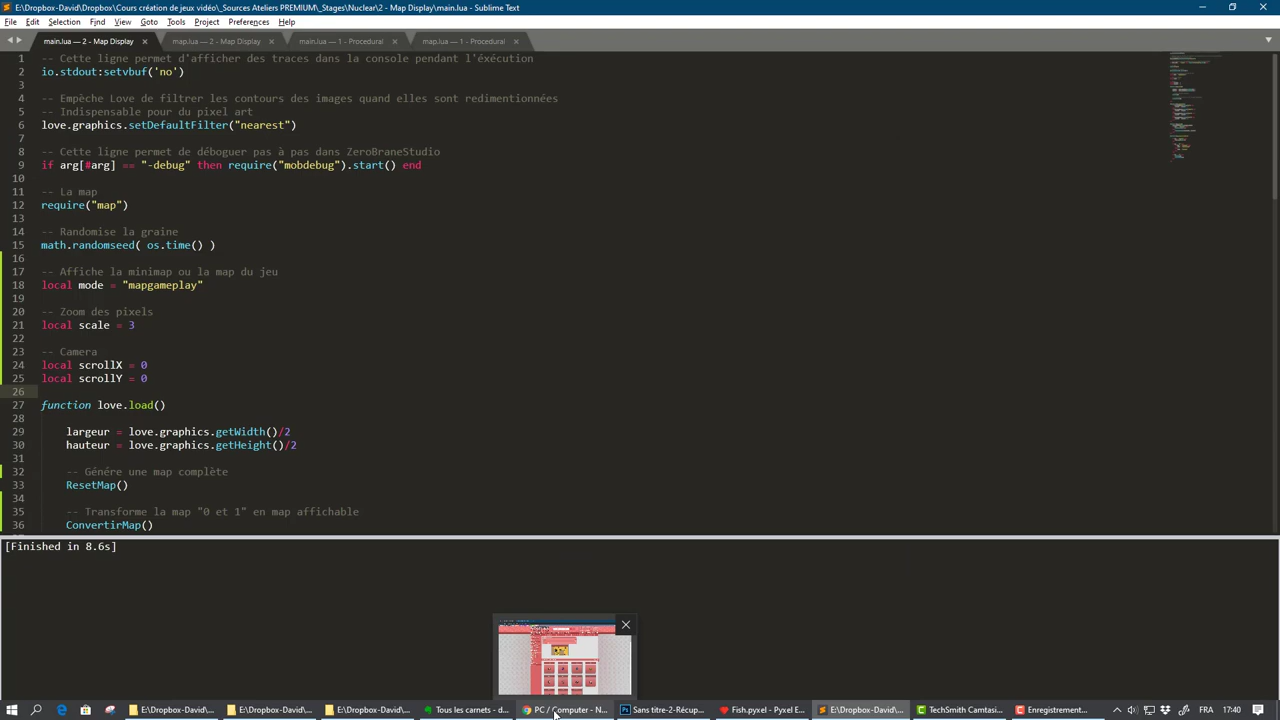 E:\Dropbox\Dropbox\Cours création de jeux vidéo\_Sources Ateliers PREMIUM\_Stages\Nuclear\2 - Map Display\main.lua - Sublime Text
File Edit Selection Find View Goto Tools Project Preferences Help
main.lua — 2 - Map Display map.lua — 2 - Map Display main.lua — 1 - Procedural map.lua — 1 - Procedural
1 -- Cette ligne permet d'afficher des traces dans la console pendant l'éxécution
2 io.stdout:setvbuf('no')
3
4 -- Empèche Love de filtrer les contours des images quand elles sont redimentionnées
5 -- Indispensable pour du pixel art
6 love.graphics.setDefaultFilter("nearest")
7
8 -- Cette ligne permet de déboguer pas à pas dans ZeroBraneStudio
9 if arg[#arg] == "-debug" then require("mobdebug").start() end
10
11 -- La map
12 require("map")
13
14 -- Randomise la graine
15 math.randomseed( os.time() )
16
17 -- Affiche la minimap ou la map du jeu
18 local mode = "mapgameplay"
19
20 -- Zoom des pixels
21 local scale = 3
22
23 -- Camera
24 local scrollX = 0
25 local scrollY = 0
26
27 function love.load()
28
29 largeur = love.graphics.getWidth()/2
30 hauteur = love.graphics.getHeight()/2
31
32 -- Génére une map complète
33 ResetMap()
34
35 -- Transforme la map "0 et 1" en map affichable
36 ConvertirMap()
[Finished in 8.6s]
E:\Dropbox-David\... E:\Dropbox-David\... E:\Dropbox-David\... Tous les carnets - d... PC / Computer - N... Sans titre-2-Récup... Fish.pyxel - Pyxel E... E:\Dropbox-David\... TechSmith Camtasi... Enregistrement... FR 17:40